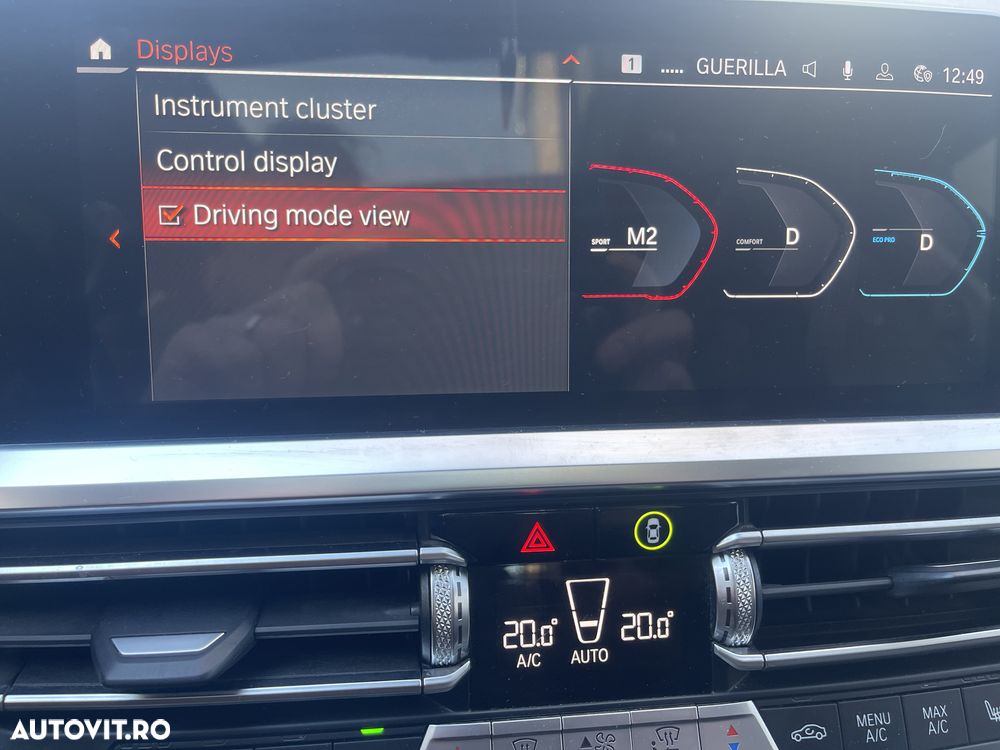 Displays
1 ..... GUERILLA 12:49
Instrument cluster
Control display
Driving mode view
SPORT M2
COMFORT D
ECO PRO D
20.0° 20.0°
A/C AUTO
MENU
A/C
MAX
A/C
AUTOVIT.RO